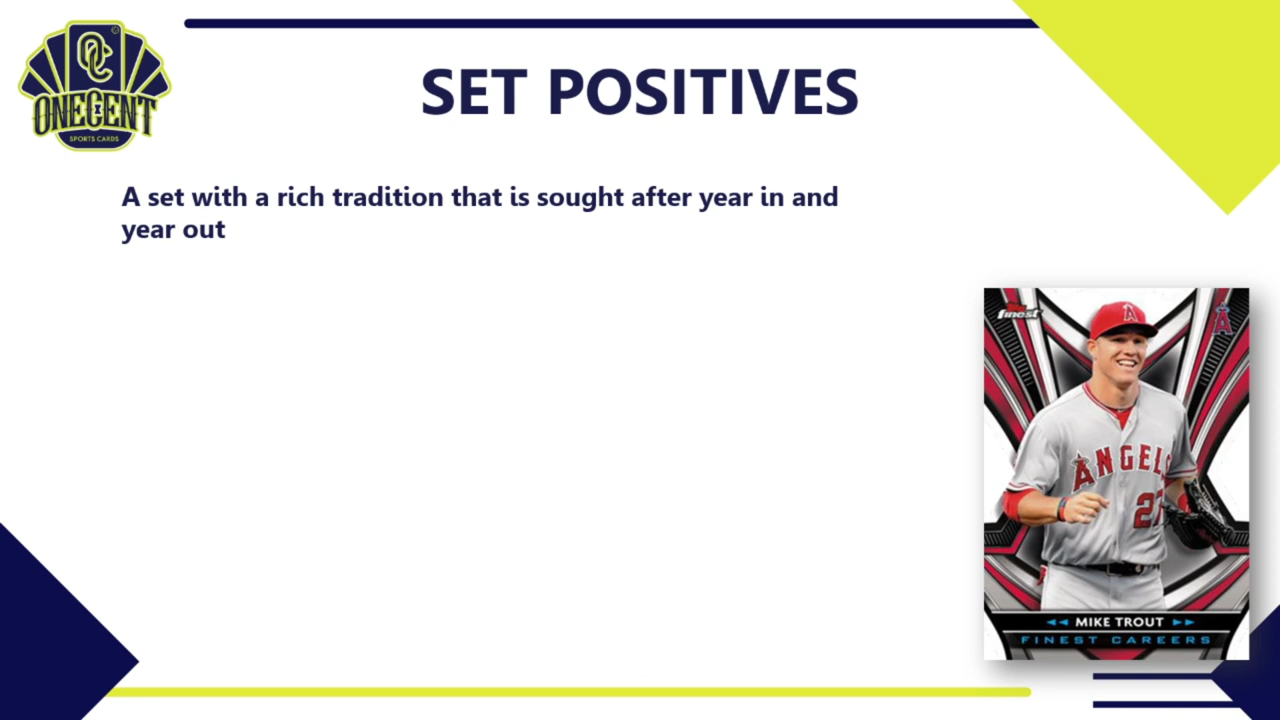 OC
ONECENT
SPORTS CARDS
SET POSITIVES
A set with a rich tradition that is sought after year in and
year out
finest
A
A
ANGELS
27
MIKE TROUT
FINEST CAREERS